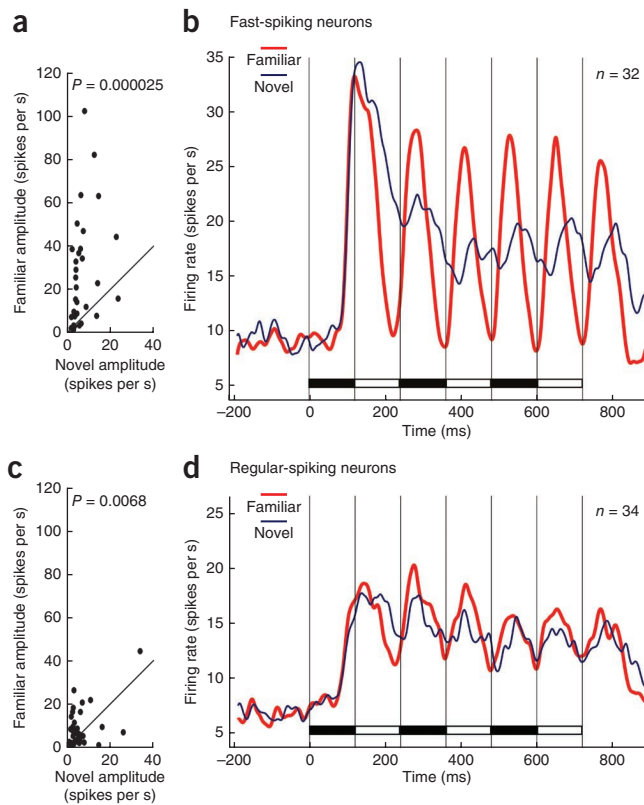 a
P = 0.000025
120
100
80
60
40
20
0
0 20 40
Familiar amplitude (spikes per s)
Novel amplitude
(spikes per s)
b
Fast-spiking neurons
Familiar
Novel
n = 32
35
30
25
20
15
10
5
Firing rate (spikes per s)
–200 0 200 400 600 800
Time (ms)
c
P = 0.0068
120
100
80
60
40
20
0
0 20 40
Familiar amplitude (spikes per s)
Novel amplitude
(spikes per s)
d
Regular-spiking neurons
Familiar
Novel
n = 34
25
20
15
10
5
Firing rate (spikes per s)
–200 0 200 400 600 800
Time (ms)